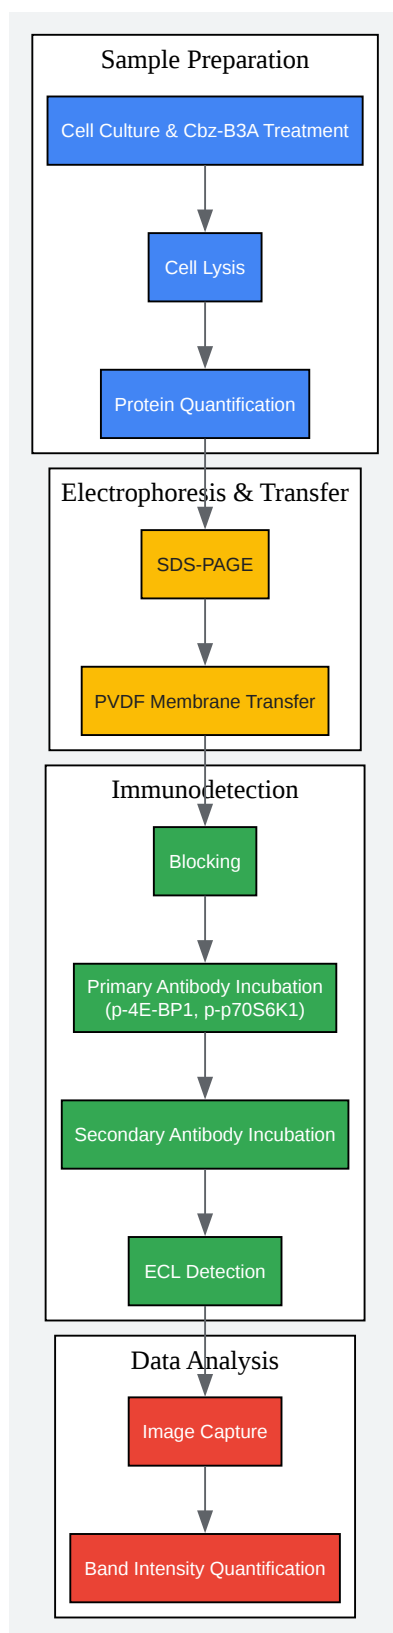 Sample Preparation
Cell Culture & Cbz-B3A Treatment
Cell Lysis
Protein Quantification
Electrophoresis & Transfer
SDS-PAGE
PVDF Membrane Transfer
Immunodetection
Blocking
Primary Antibody Incubation
(p-4E-BP1, p-p70S6K1)
Secondary Antibody Incubation
ECL Detection
Data Analysis
Image Capture
Band Intensity Quantification